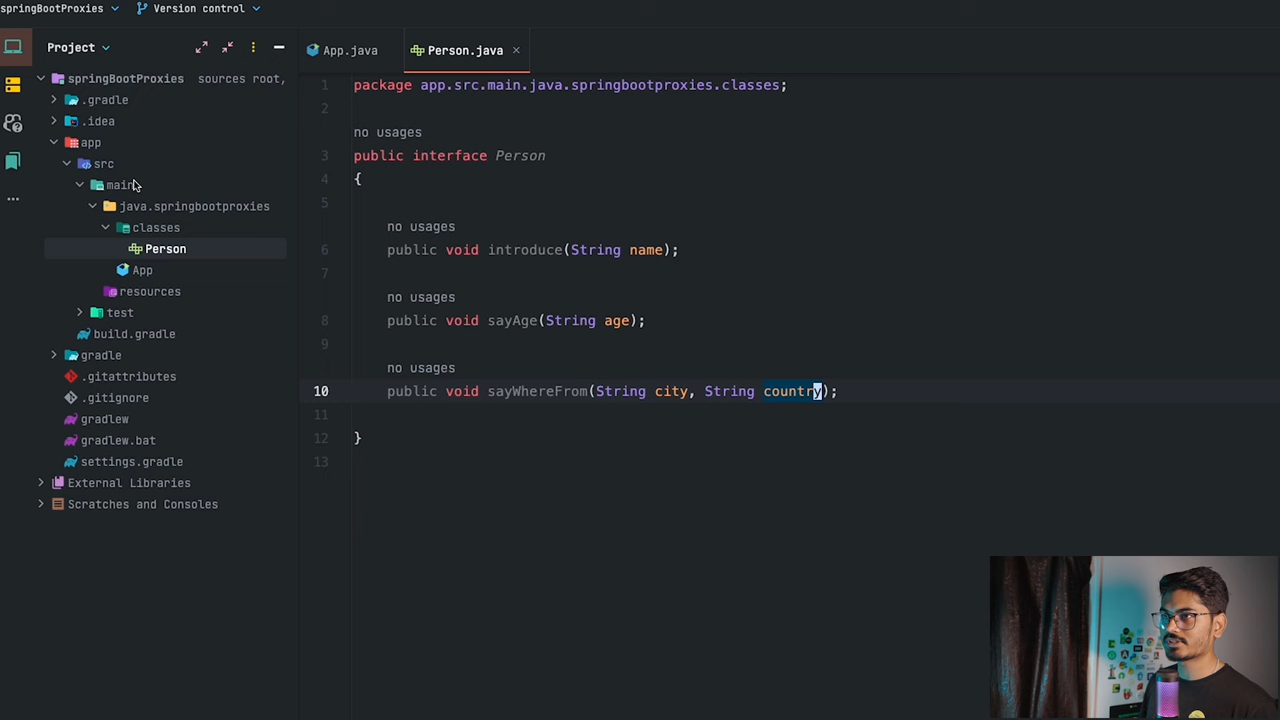 springBootProxies
Version control
Project
springBootProxies sources root,
.gradle
.idea
app
src
main
java.springbootproxies
classes
Person
App
resources
test
build.gradle
gradle
.gitattributes
.gitignore
gradlew
gradlew.bat
settings.gradle
External Libraries
Scratches and Consoles
App.java
Person.java
1 package app.src.main.java.springbootproxies.classes;
2
no usages
3 public interface Person
4 {
5
no usages
6 public void introduce(String name);
7
no usages
8 public void sayAge(String age);
9
no usages
10 public void sayWhereFrom(String city, String country);
11
12 }
13